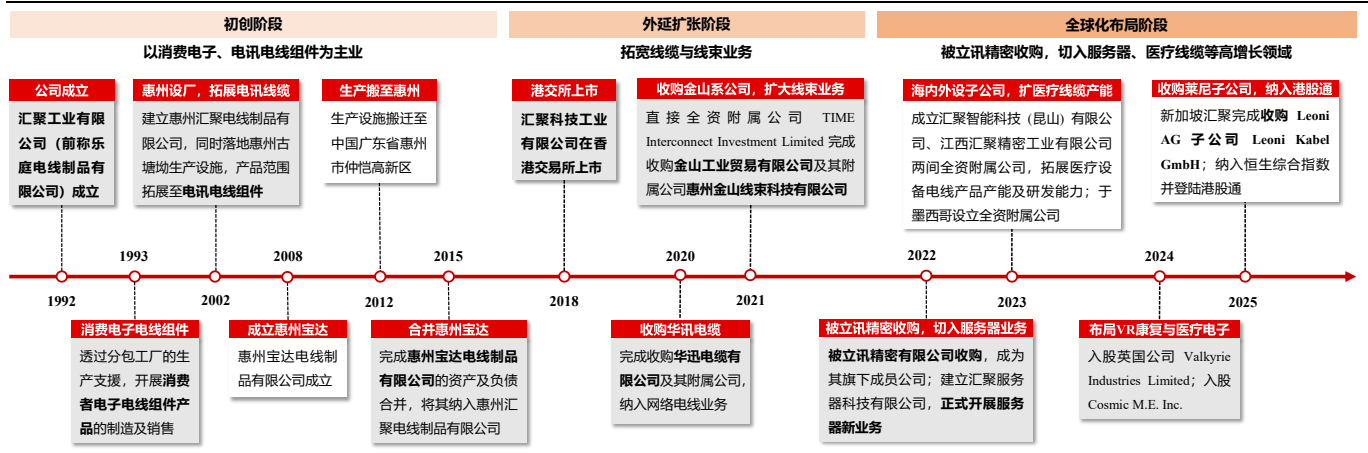 初创阶段
外延扩张阶段
全球化布局阶段
以消费电子、电讯电线组件为主业
拓宽线缆与线束业务
被立讯精密收购，切入服务器、医疗线缆等高增长领域
公司成立
汇聚工业有限
公司（前称乐
庭电线制品有
限公司）成立
惠州设厂，拓展电讯线缆
建立惠州汇聚电线制品有
限公司，同时落地惠州古
塘坳生产设施，产品范围
拓展至电讯电线组件
生产搬至惠州
生产设施搬迁至
中国广东省惠州
市仲恺高新区
港交所上市
汇聚科技工业
有限公司在香
港交易所上市
收购金山系公司，扩大线束业务
直接全资附属公司 TIME
Interconnect Investment Limited 完成
收购金山工业贸易有限公司及其附
属公司惠州金山线束科技有限公司
海内外设子公司，扩医疗线缆产能
成立汇聚智能科技 (昆山) 有限公
司、江西汇聚精密工业有限公司
两间全资附属公司，拓展医疗设
备电线产品产能及研发能力；于
墨西哥设立全资附属公司
收购莱尼子公司，纳入港股通
新加坡汇聚完成收购 Leoni
AG 子公司 Leoni Kabel
GmbH；纳入恒生综合指数
并登陆港股通
1993
2008
2015
2020
2022
2024
1992
2002
2012
2018
2021
2023
2025
消费电子电线组件
透过分包工厂的生
产支援，开展消费
者电子电线组件产
品的制造及销售
成立惠州宝达
惠州宝达电线制
品有限公司成立
合并惠州宝达
完成惠州宝达电线制品
有限公司的资产及负债
合并，将其纳入惠州汇
聚电线制品有限公司
收购华讯电缆
完成收购华迅电缆有
限公司及其附属公司，
纳入网络电线业务
被立讯精密收购，切入服务器业务
被立讯精密有限公司收购，成为
其旗下成员公司；建立汇聚服务
器科技有限公司，正式开展服务
器新业务
布局VR康复与医疗电子
入股英国公司 Valkyrie
Industries Limited；入股
Cosmic M.E. Inc.